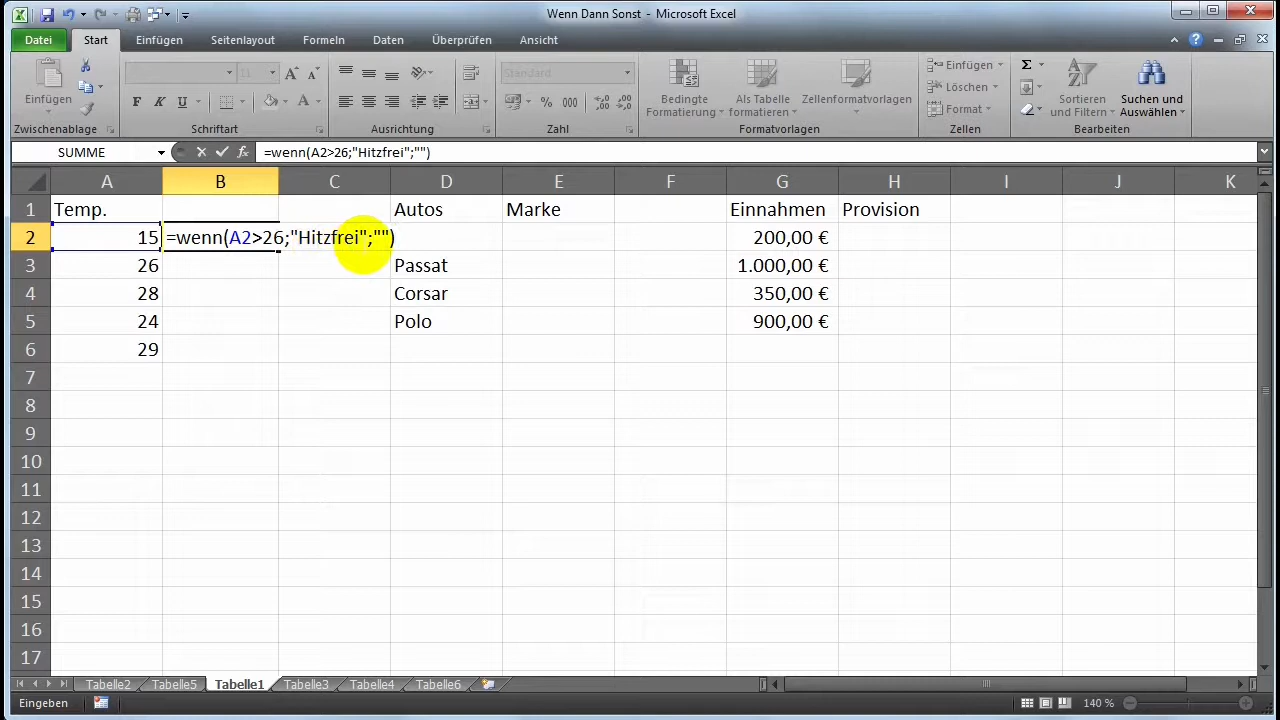 Wenn Dann Sonst - Microsoft Excel
Datei Start Einfügen Seitenlayout Formeln Daten Überprüfen Ansicht
Einfügen
Zwischenablage
11
F K U
Schriftart
Ausrichtung
Standard
% 000
Zahl
Bedingte Formatierung
Als Tabelle formatieren
Zellenformatvorlagen
Formatvorlagen
Einfügen
Löschen
Format
Zellen
Σ
Sortieren und Filtern
Suchen und Auswählen
Bearbeiten
SUMME fx =wenn(A2>26;"Hitzfrei";"")
A B C D E F G H I J K
1 Temp. Autos Marke Einnahmen Provision
2 15 =wenn(A2>26;"Hitzfrei";"") 200,00 €
3 26 Passat 1.000,00 €
4 28 Corsar 350,00 €
5 24 Polo 900,00 €
6 29
7
8
9
10
11
12
13
14
15
16
17
Tabelle2 Tabelle5 Tabelle1 Tabelle3 Tabelle4 Tabelle6
Eingeben 140 %